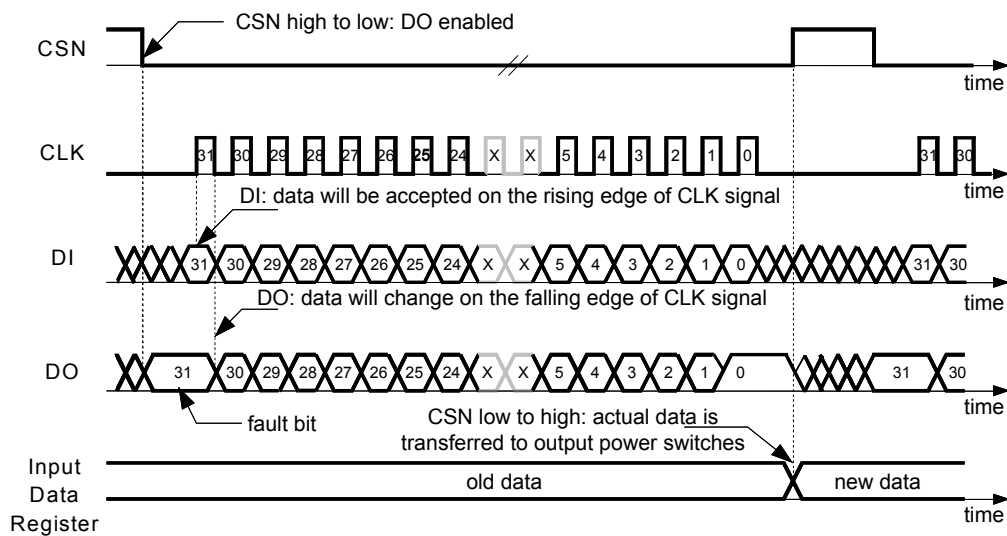 CSN high to low: DO enabled
CSN
time
CLK
31 30 29 28 27 26 25 24 X X 5 4 3 2 1 0 31 30
time
DI: data will be accepted on the rising edge of CLK signal
DI
31 30 29 28 27 26 25 24 X X 5 4 3 2 1 0 31 30
time
DO: data will change on the falling edge of CLK signal
DO
31 30 29 28 27 26 25 24 X X 5 4 3 2 1 0 31 30
time
fault bit
CSN low to high: actual data is
transferred to output power switches
Input
Data
Register
old data
new data
time